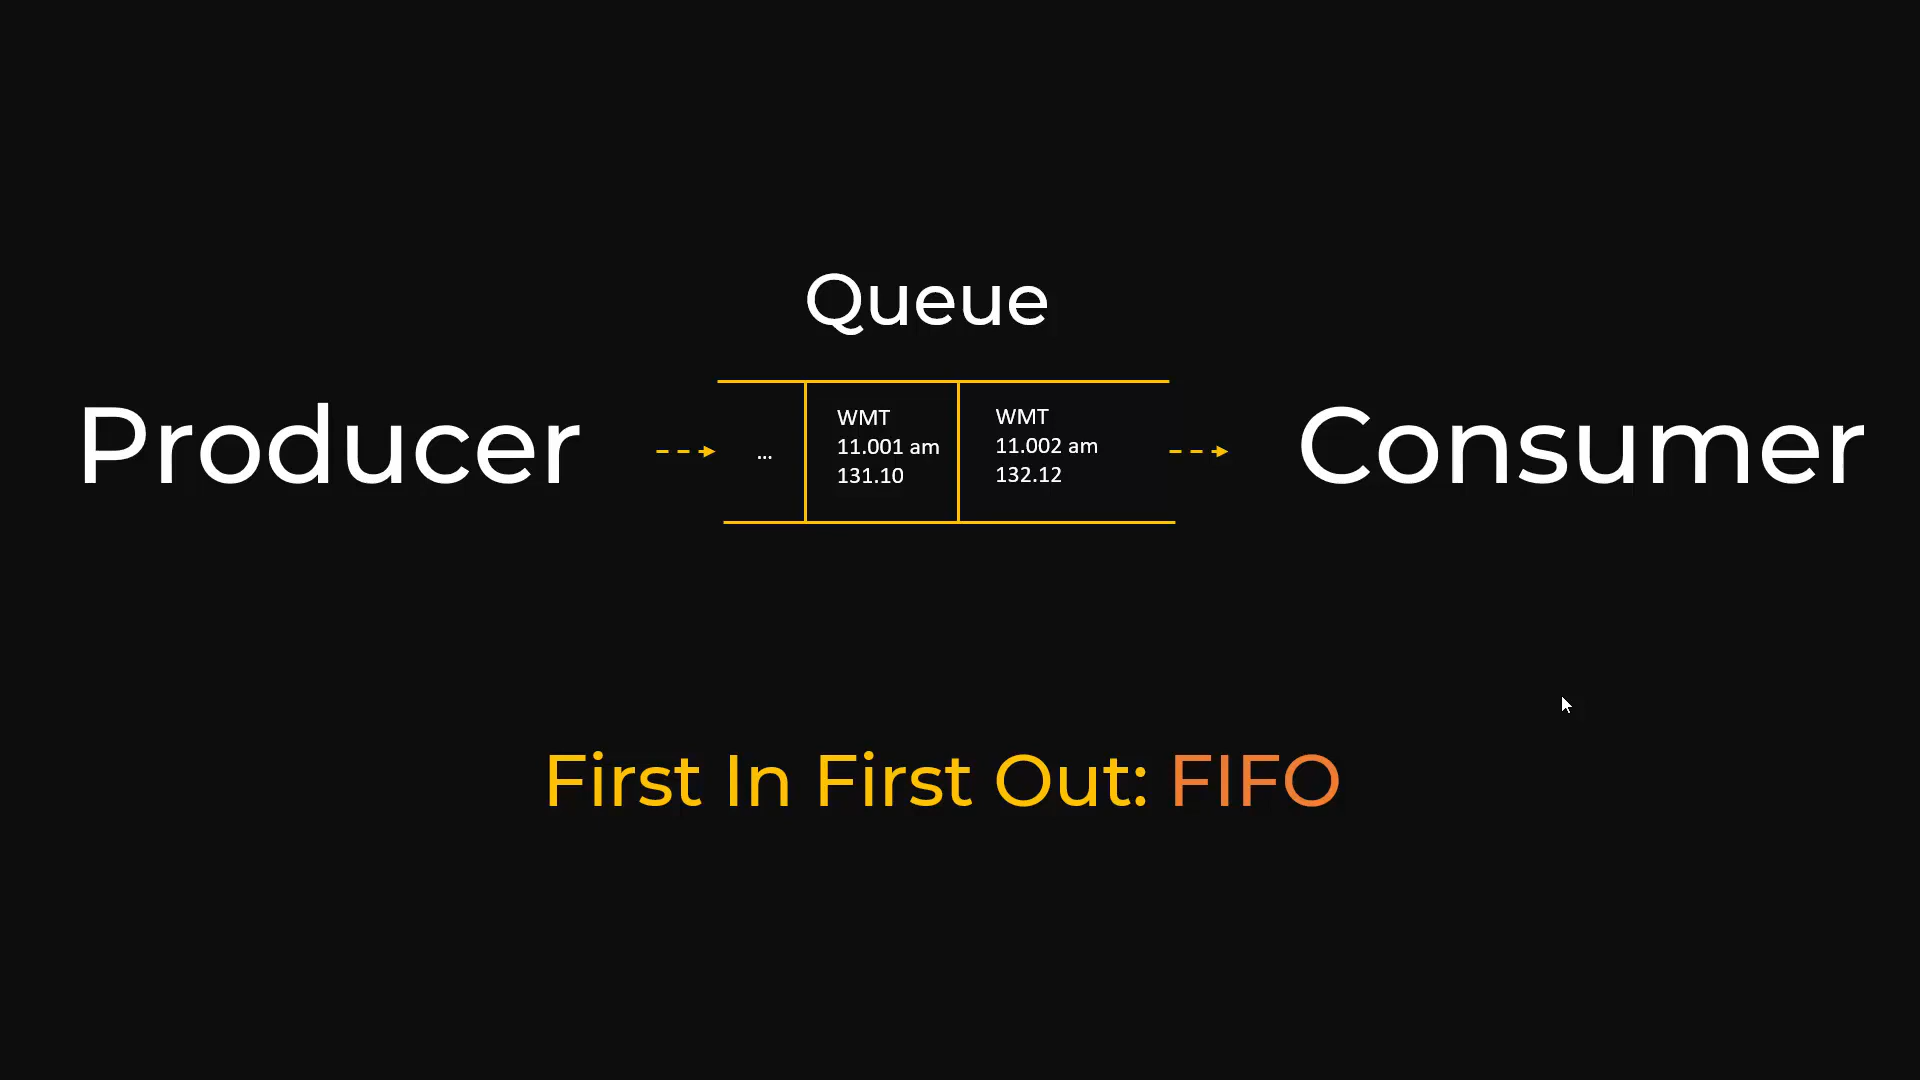 Queue
Producer
...
WMT
11.001 am
131.10
WMT
11.002 am
132.12
Consumer
First In First Out: FIFO